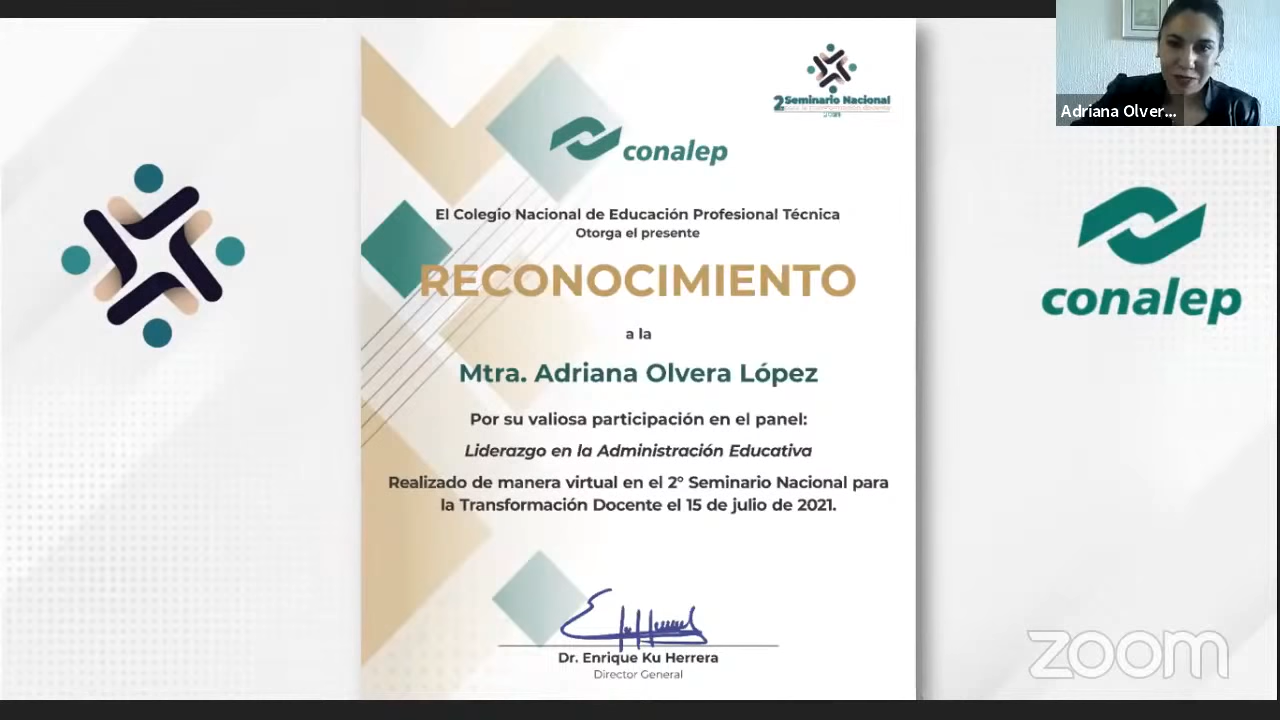 2° Seminario Nacional
conalep
El Colegio Nacional de Educación Profesional Técnica
Otorga el presente
RECONOCIMIENTO
a la
Mtra. Adriana Olvera López
Por su valiosa participación en el panel:
Liderazgo en la Administración Educativa
Realizado de manera virtual en el 2° Seminario Nacional para
la Transformación Docente el 15 de julio de 2021.
Dr. Enrique Ku Herrera
Director General
Adriana Olver...
conalep
zoom